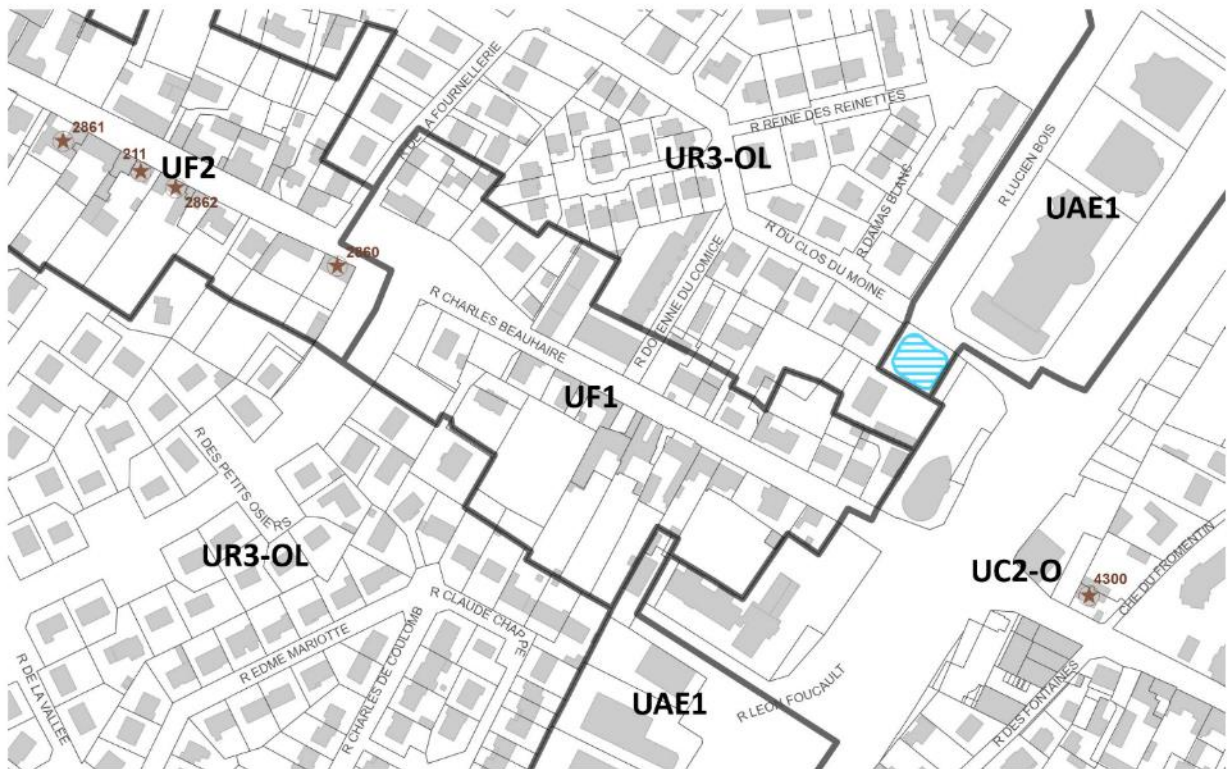 R DE LA FOURNELLERIE
R REINE DES REINETTES
2861
211
UF2
UR3-OL
2862
R DAMAS BLANC
R LUCIEN BOIS
UAE1
2860
R DU CLOS DU MOINE
R DOYENNE DU COMICE
R CHARLES BEAUHAIRE
UF1
R DES PETITS OSIERS
UR3-OL
UC2-O
4300
CHE DU FROMENTIN
R CLAUDE CHAPPE
R EDME MARIOTTE
R CHARLES DE COULOMB
R DE LA VALLEE
UAE1
R LEON FOUCAULT
R DES FONTAINES